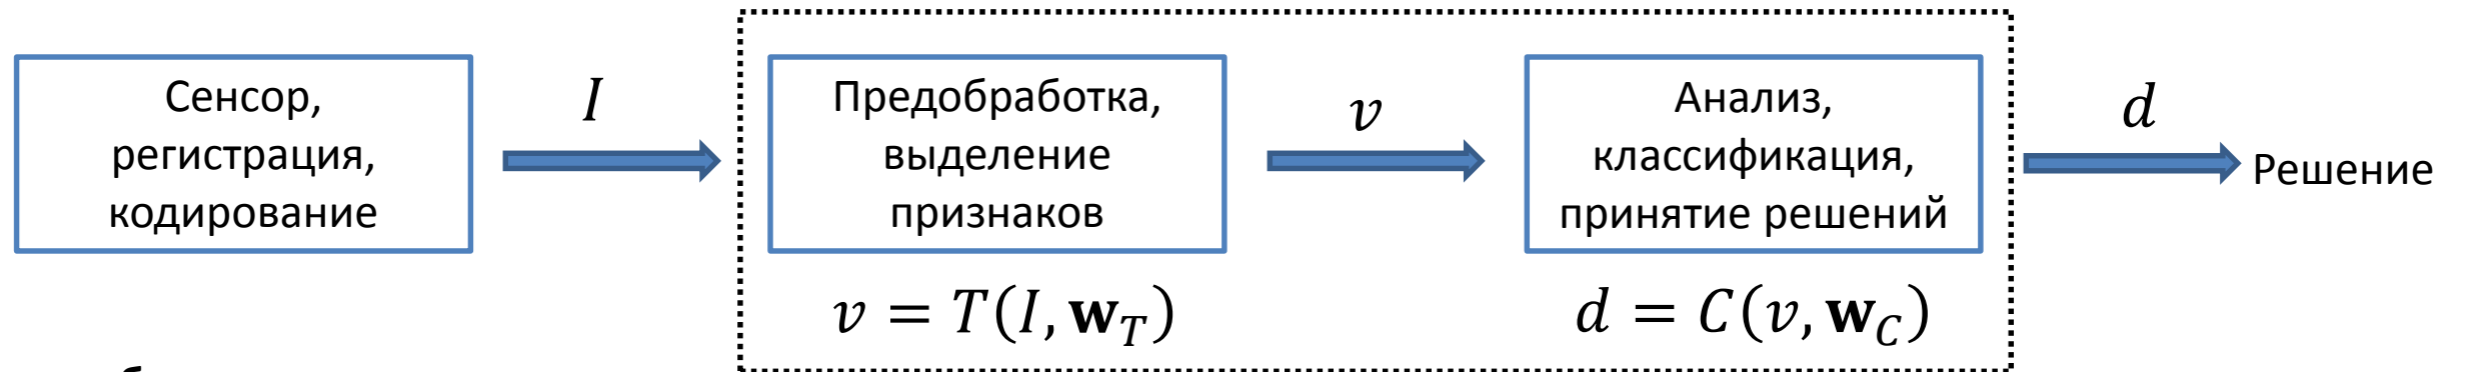 Сенсор,
регистрация,
кодирование
I
Предобработка,
выделение
признаков
v = T(I, w_T)
v
Анализ,
классификация,
принятие решений
d = C(v, w_C)
d
Решение